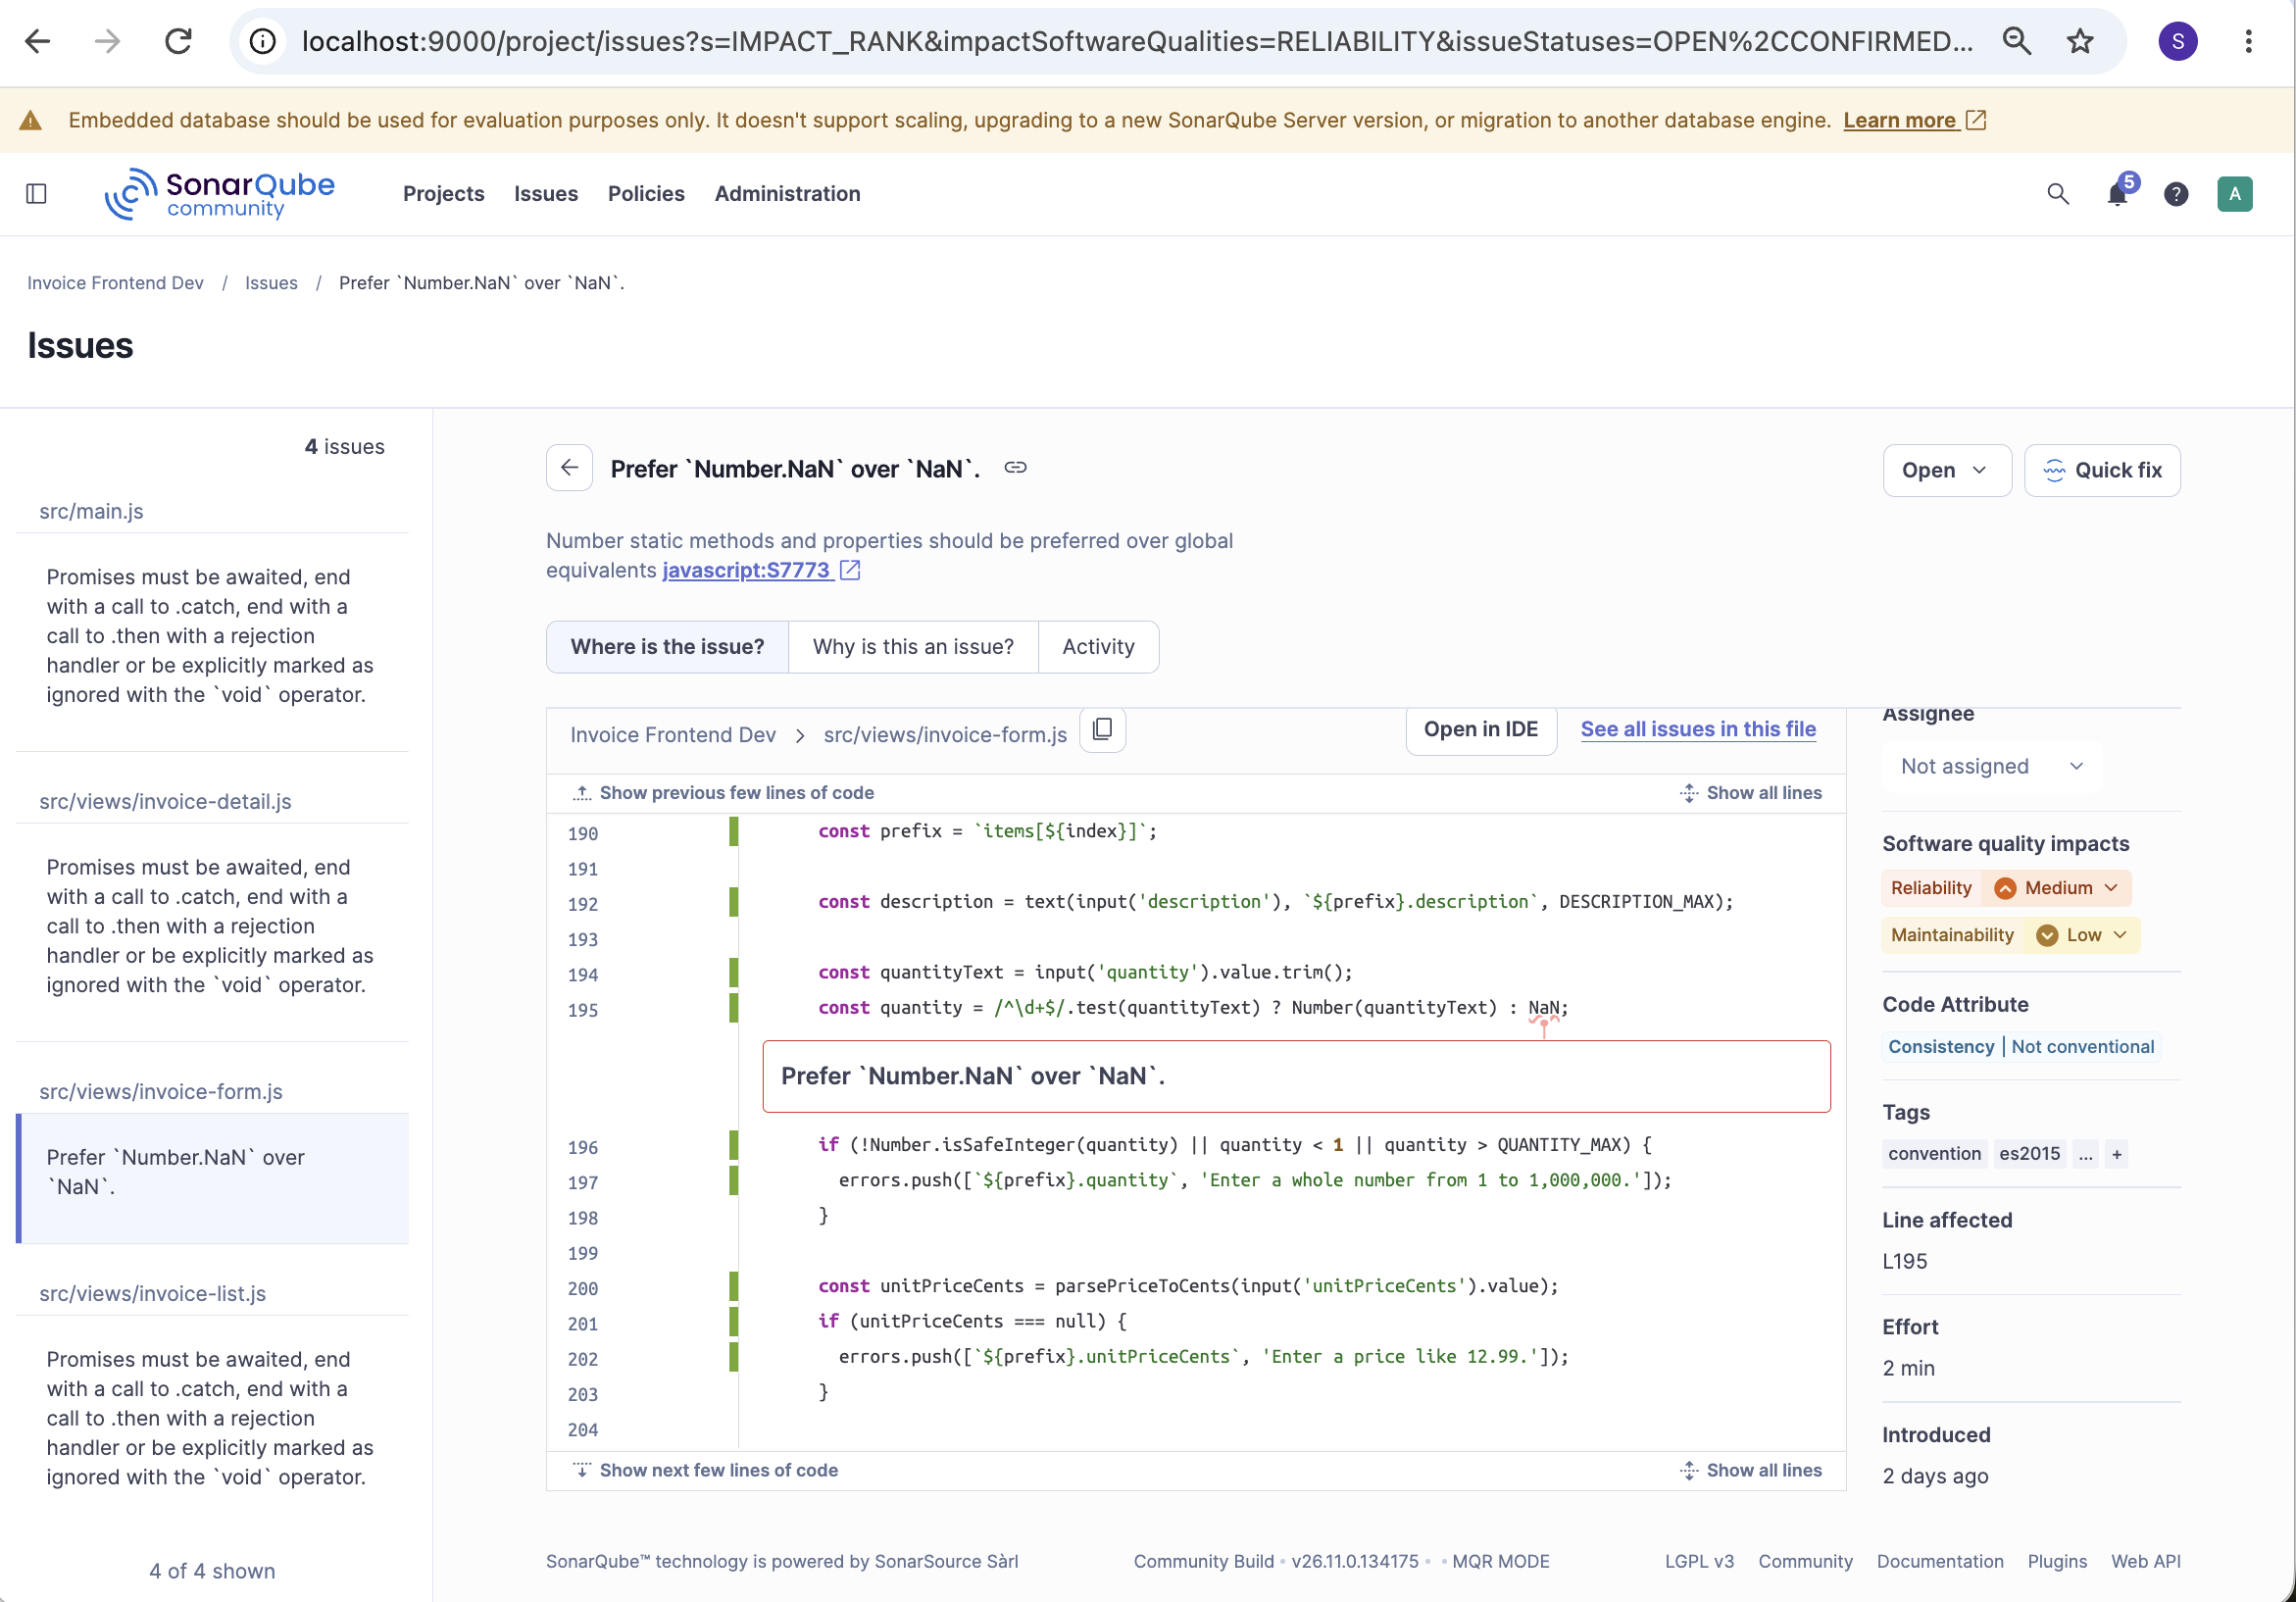 localhost:9000/project/issues?s=IMPACT_RANK&impactSoftwareQualities=RELIABILITY&issueStatuses=OPEN%2CCONFIRMED...
S
Embedded database should be used for evaluation purposes only. It doesn't support scaling, upgrading to a new SonarQube Server version, or migration to another database engine. Learn more
SonarQube
community
Projects
Issues
Policies
Administration
5
?
A
Invoice Frontend Dev / Issues / Prefer `Number.NaN` over `NaN`.
Issues
4 issues
src/main.js
Promises must be awaited, end
with a call to .catch, end with a
call to .then with a rejection
handler or be explicitly marked as
ignored with the `void` operator.
src/views/invoice-detail.js
Promises must be awaited, end
with a call to .catch, end with a
call to .then with a rejection
handler or be explicitly marked as
ignored with the `void` operator.
src/views/invoice-form.js
Prefer `Number.NaN` over
`NaN`.
src/views/invoice-list.js
Promises must be awaited, end
with a call to .catch, end with a
call to .then with a rejection
handler or be explicitly marked as
ignored with the `void` operator.
4 of 4 shown
Prefer `Number.NaN` over `NaN`.
Open
Quick fix
Number static methods and properties should be preferred over global
equivalents javascript:S7773
Where is the issue?
Why is this an issue?
Activity
Invoice Frontend Dev > src/views/invoice-form.js
Open in IDE
See all issues in this file
Show previous few lines of code
Show all lines
190 const prefix = `items[${index}]`;
191
192 const description = text(input('description'), `${prefix}.description`, DESCRIPTION_MAX);
193
194 const quantityText = input('quantity').value.trim();
195 const quantity = /^\d+$/.test(quantityText) ? Number(quantityText) : NaN;
Prefer `Number.NaN` over `NaN`.
196 if (!Number.isSafeInteger(quantity) || quantity < 1 || quantity > QUANTITY_MAX) {
197 errors.push([`${prefix}.quantity`, 'Enter a whole number from 1 to 1,000,000.']);
198 }
199
200 const unitPriceCents = parsePriceToCents(input('unitPriceCents').value);
201 if (unitPriceCents === null) {
202 errors.push([`${prefix}.unitPriceCents`, 'Enter a price like 12.99.']);
203 }
204
Show next few lines of code
Show all lines
Assignee
Not assigned
Software quality impacts
Reliability Medium
Maintainability Low
Code Attribute
Consistency | Not conventional
Tags
convention es2015 ... +
Line affected
L195
Effort
2 min
Introduced
2 days ago
SonarQube™ technology is powered by SonarSource Sàrl
Community Build • v26.11.0.134175 • • MQR MODE
LGPL v3
Community
Documentation
Plugins
Web API